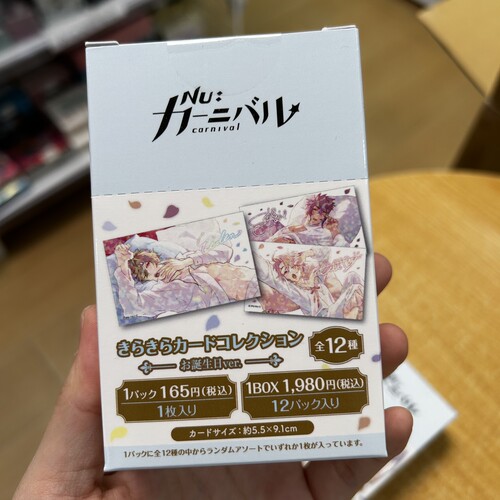 NU:
カーニバル
carnival
きらきらカードコレクション
お誕生日ver.
全12種
1パック 165円(税込)
1枚入り
1BOX 1,980円(税込)
12パック入り
カードサイズ:約5.5×9.1cm
1パックに全12種の中からランダムアソートでいずれか1枚が入っています。